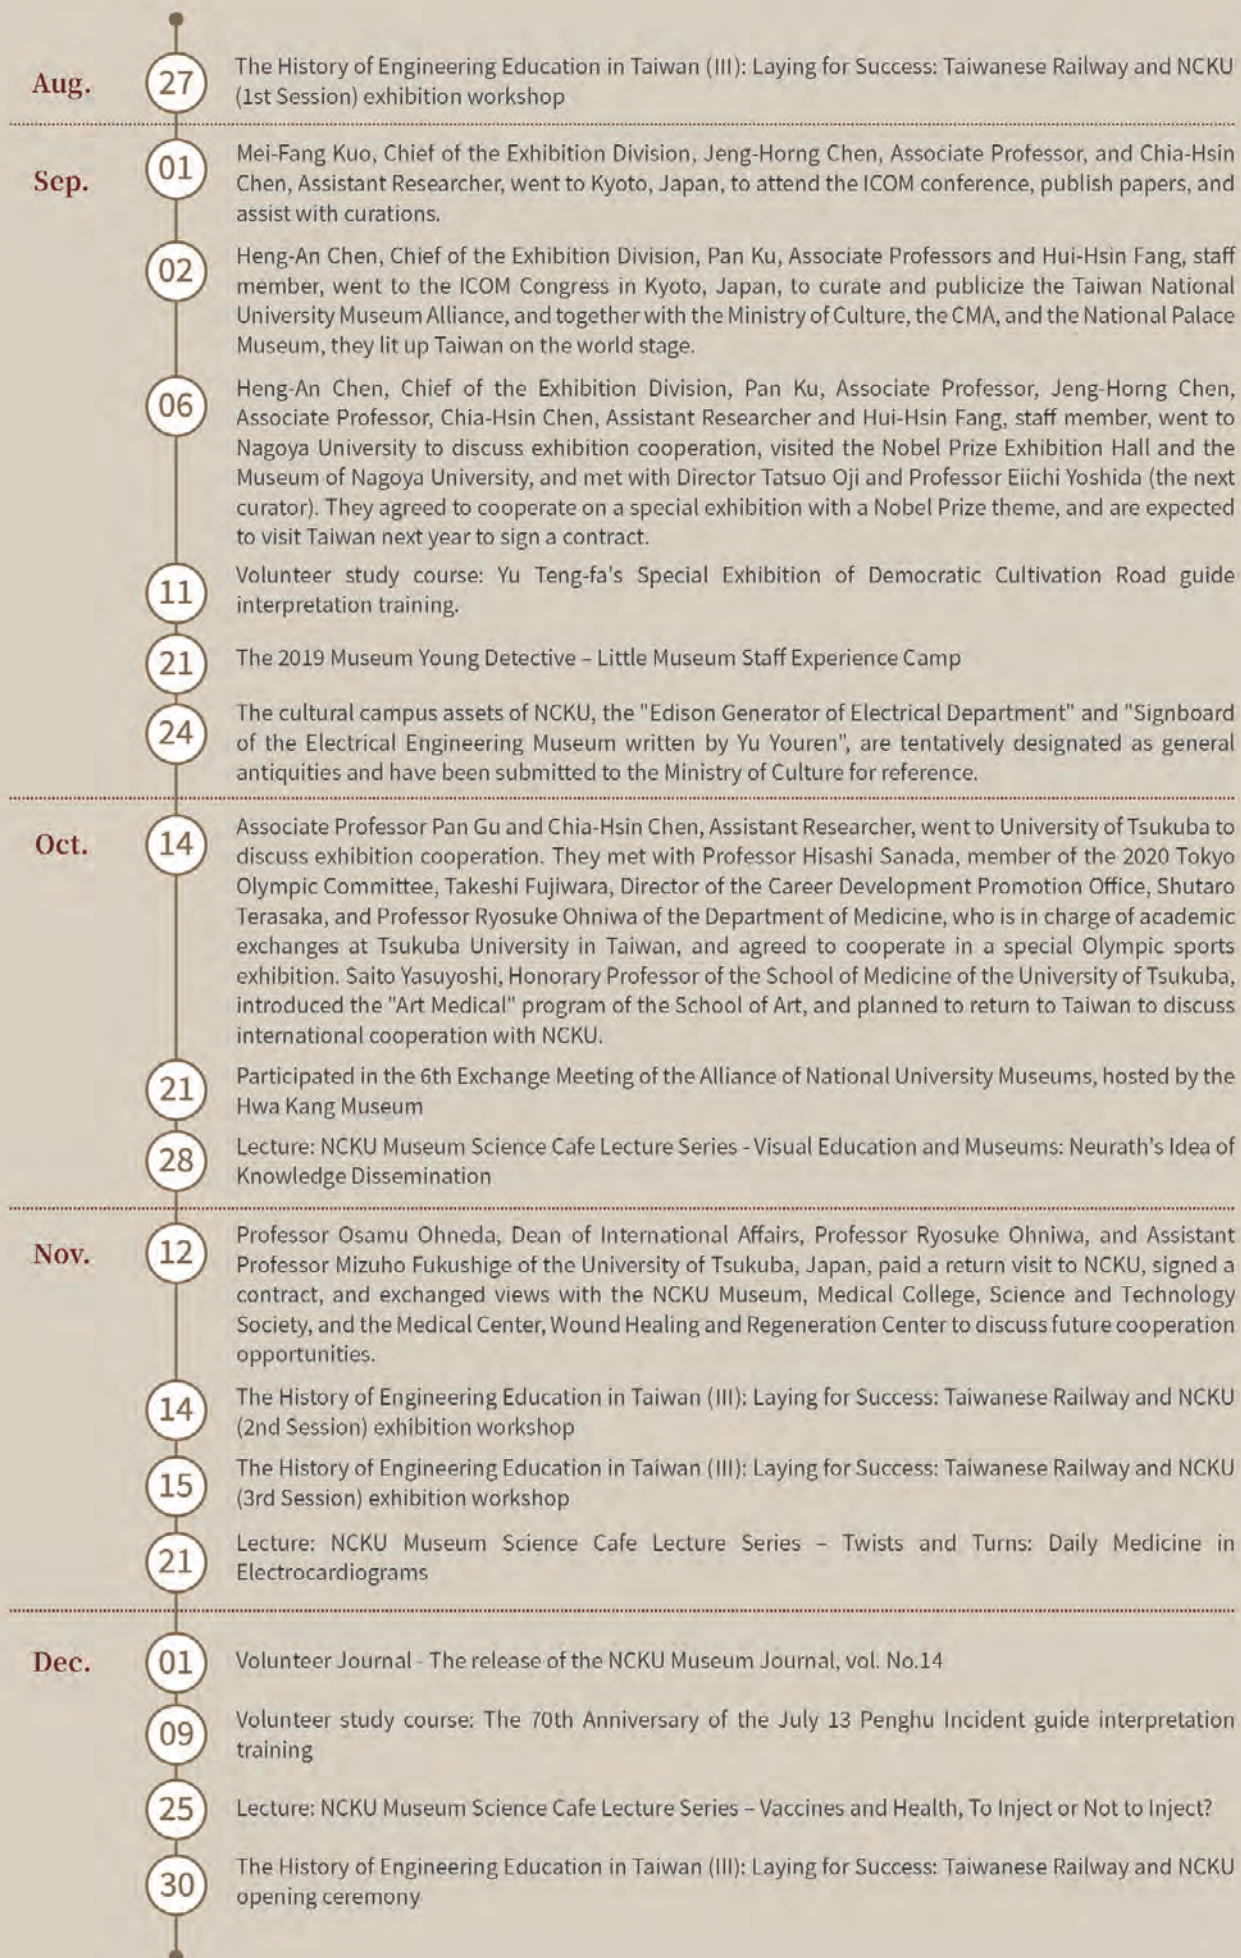 Aug.
27
The History of Engineering Education in Taiwan (III): Laying for Success: Taiwanese Railway and NCKU
(1st Session) exhibition workshop
Sep.
01
Mei-Fang Kuo, Chief of the Exhibition Division, Jeng-Horng Chen, Associate Professor, and Chia-Hsin
Chen, Assistant Researcher, went to Kyoto, Japan, to attend the ICOM conference, publish papers, and
assist with curations.
02
Heng-An Chen, Chief of the Exhibition Division, Pan Ku, Associate Professors and Hui-Hsin Fang, staff
member, went to the ICOM Congress in Kyoto, Japan, to curate and publicize the Taiwan National
University Museum Alliance, and together with the Ministry of Culture, the CMA, and the National Palace
Museum, they lit up Taiwan on the world stage.
06
Heng-An Chen, Chief of the Exhibition Division, Pan Ku, Associate Professor, Jeng-Horng Chen,
Associate Professor, Chia-Hsin Chen, Assistant Researcher and Hui-Hsin Fang, staff member, went to
Nagoya University to discuss exhibition cooperation, visited the Nobel Prize Exhibition Hall and the
Museum of Nagoya University, and met with Director Tatsuo Oji and Professor Eiichi Yoshida (the next
curator). They agreed to cooperate on a special exhibition with a Nobel Prize theme, and are expected
to visit Taiwan next year to sign a contract.
11
Volunteer study course: Yu Teng-fa's Special Exhibition of Democratic Cultivation Road guide
interpretation training.
21
The 2019 Museum Young Detective – Little Museum Staff Experience Camp
24
The cultural campus assets of NCKU, the "Edison Generator of Electrical Department" and "Signboard
of the Electrical Engineering Museum written by Yu Youren", are tentatively designated as general
antiquities and have been submitted to the Ministry of Culture for reference.
Oct.
14
Associate Professor Pan Gu and Chia-Hsin Chen, Assistant Researcher, went to University of Tsukuba to
discuss exhibition cooperation. They met with Professor Hisashi Sanada, member of the 2020 Tokyo
Olympic Committee, Takeshi Fujiwara, Director of the Career Development Promotion Office, Shutaro
Terasaka, and Professor Ryosuke Ohniwa of the Department of Medicine, who is in charge of academic
exchanges at Tsukuba University in Taiwan, and agreed to cooperate in a special Olympic sports
exhibition. Saito Yasuyoshi, Honorary Professor of the School of Medicine of the University of Tsukuba,
introduced the "Art Medical" program of the School of Art, and planned to return to Taiwan to discuss
international cooperation with NCKU.
21
Participated in the 6th Exchange Meeting of the Alliance of National University Museums, hosted by the
Hwa Kang Museum
28
Lecture: NCKU Museum Science Cafe Lecture Series - Visual Education and Museums: Neurath's Idea of
Knowledge Dissemination
Nov.
12
Professor Osamu Ohneda, Dean of International Affairs, Professor Ryosuke Ohniwa, and Assistant
Professor Mizuho Fukushige of the University of Tsukuba, Japan, paid a return visit to NCKU, signed a
contract, and exchanged views with the NCKU Museum, Medical College, Science and Technology
Society, and the Medical Center, Wound Healing and Regeneration Center to discuss future cooperation
opportunities.
14
The History of Engineering Education in Taiwan (III): Laying for Success: Taiwanese Railway and NCKU
(2nd Session) exhibition workshop
15
The History of Engineering Education in Taiwan (III): Laying for Success: Taiwanese Railway and NCKU
(3rd Session) exhibition workshop
21
Lecture: NCKU Museum Science Cafe Lecture Series – Twists and Turns: Daily Medicine in
Electrocardiograms
Dec.
01
Volunteer Journal - The release of the NCKU Museum Journal, vol. No.14
09
Volunteer study course: The 70th Anniversary of the July 13 Penghu Incident guide interpretation
training
25
Lecture: NCKU Museum Science Cafe Lecture Series – Vaccines and Health, To Inject or Not to Inject?
30
The History of Engineering Education in Taiwan (III): Laying for Success: Taiwanese Railway and NCKU
opening ceremony